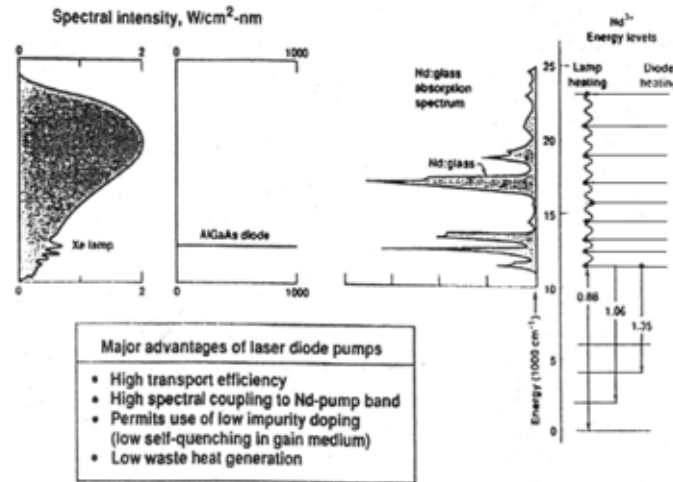 Spectral intensity, W/cm²-nm
0 2
0 1000
Xe lamp
0 2
AlGaAs diode
0 1000
Nd:glass
absorption
spectrum
Nd:glass
Nd³⁺
Energy levels
Lamp
heating
Diode
heating
25
20
15
10
5
0
Energy (1000 cm⁻¹)
0.88
1.06
1.35
Major advantages of laser diode pumps
• High transport efficiency
• High spectral coupling to Nd-pump band
• Permits use of low impurity doping
(low self-quenching in gain medium)
• Low waste heat generation